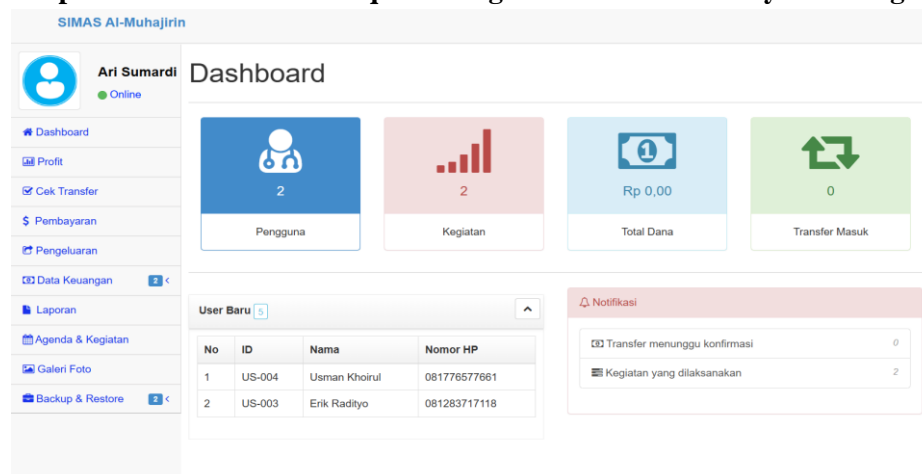 SIMAS Al-Muhajirin
Ari Sumardi
Online
Dashboard
Profit
Cek Transfer
$ Pembayaran
Pengeluaran
Data Keuangan 2
Laporan
Agenda & Kegiatan
Galeri Foto
Backup & Restore 2
Dashboard
2
Pengguna
2
Kegiatan
1
Rp 0,00
Total Dana
0
Transfer Masuk
User Baru 5
No ID Nama Nomor HP
1 US-004 Usman Khoirul 081776577661
2 US-003 Erik Radityo 081283717118
Notifikasi
Transfer menunggu konfirmasi 0
Kegiatan yang dilaksanakan 2